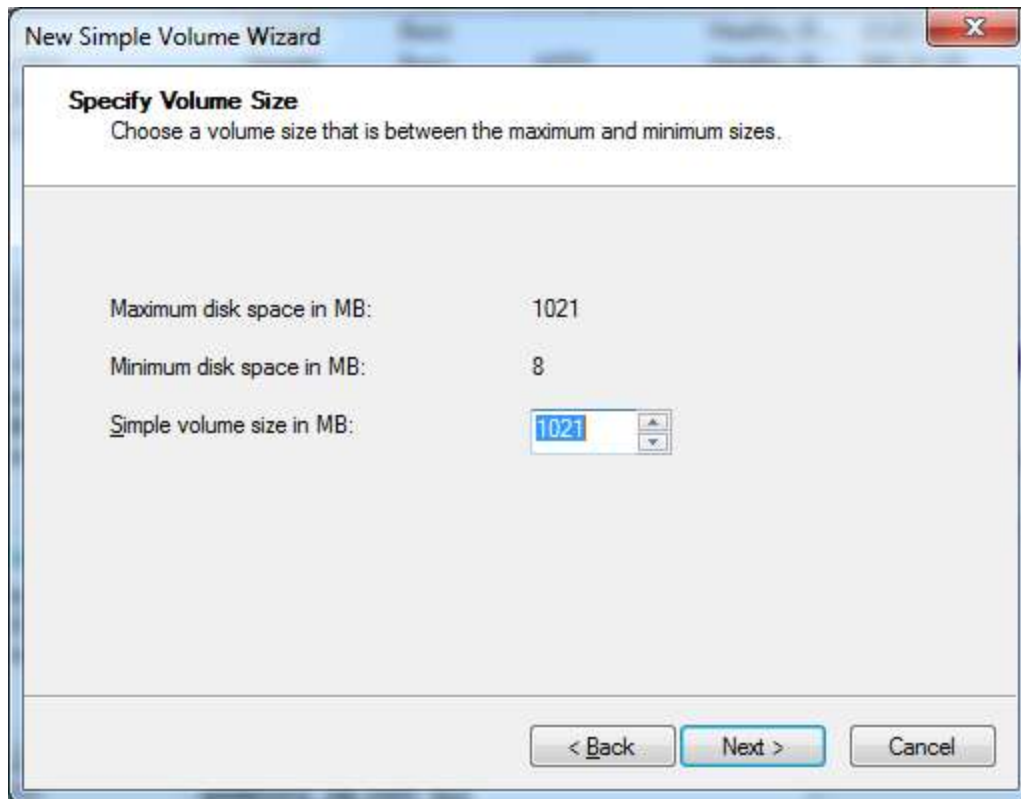 New Simple Volume Wizard
Specify Volume Size
Choose a volume size that is between the maximum and minimum sizes.
Maximum disk space in MB: 1021
Minimum disk space in MB: 8
Simple volume size in MB: 1021
< Back Next > Cancel